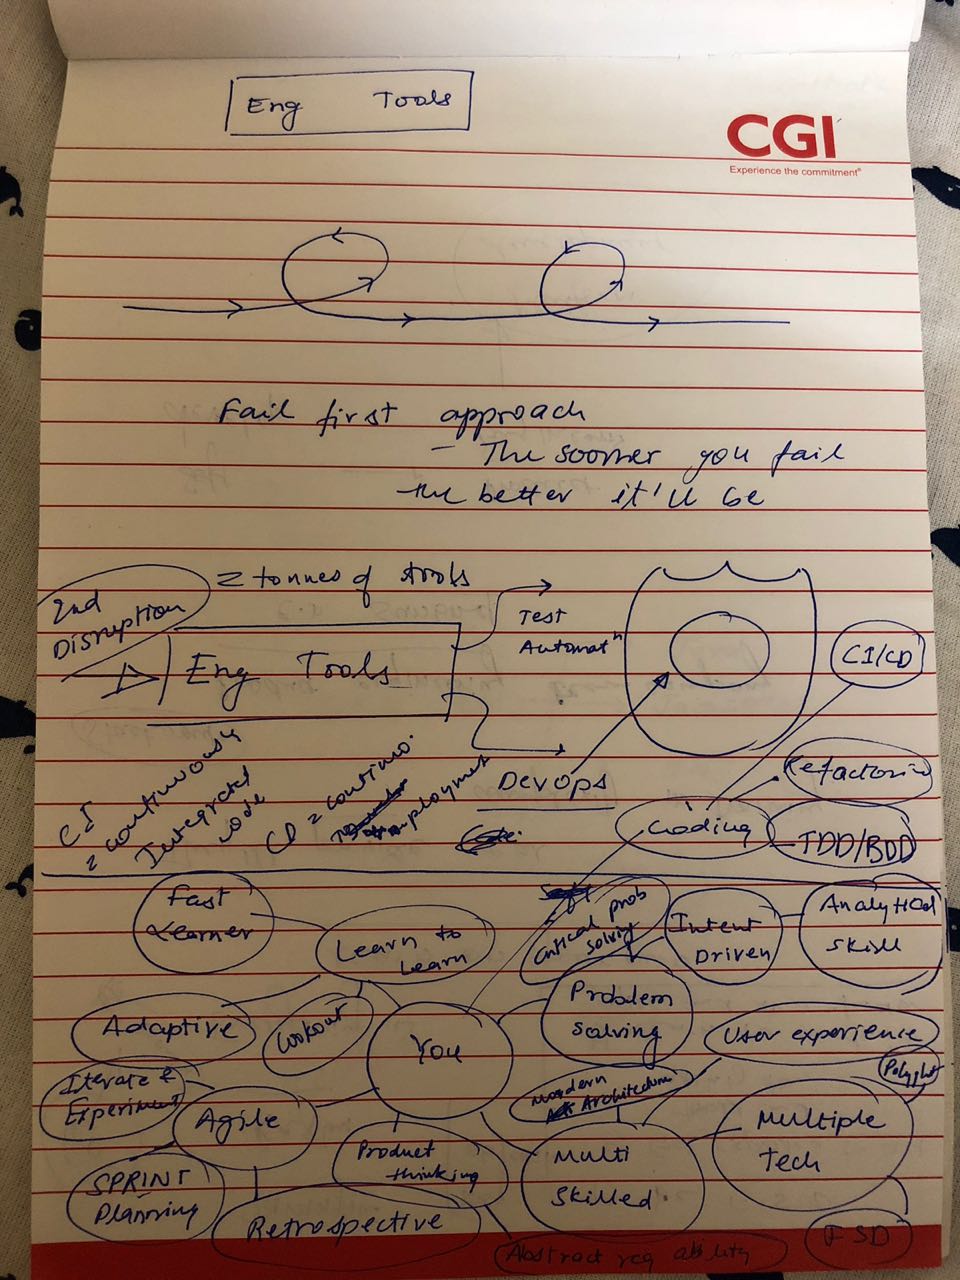 Eng Tools
CGI
Experience the commitment
Fail first approach
- The sooner you fail
the better it'll be
2nd
Disruption
= tonnes of tools
Eng Tools
Test
Automatn
CI/CD
DevOps
CI
= continuously
Integrated
code
CD = continuo.
deployment
Refactoring
Coding
TDD/BDD
Fast
Learner
Learn to
Learn
Critical prob
solving
Intent
Driven
Analytical
skill
Adaptive
Lookout
You
Problem
solving
User experience
Polyglot
Iterate &
Experiment
Agile
Modern
Architecture
Multiple
Tech
Product
thinking
Multi
Skilled
SPRINT
Planning
Retrospective
Abstract req ability
FSD